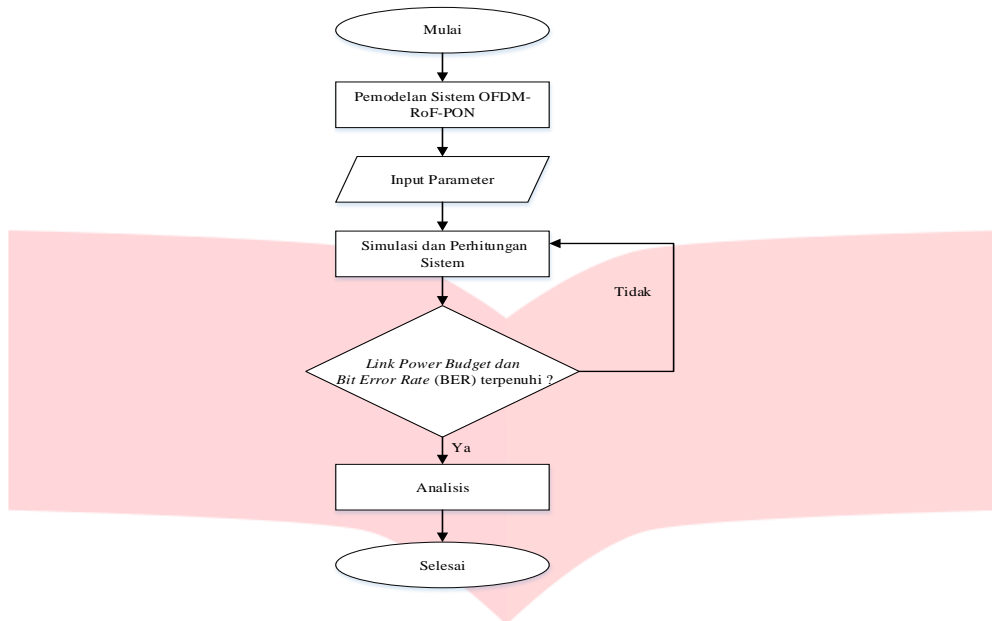 Mulai
Pemodelan Sistem OFDM-
RoF-PON
Input Parameter
Simulasi dan Perhitungan
Sistem
Tidak
Link Power Budget dan
Bit Error Rate (BER) terpenuhi ?
Ya
Analisis
Selesai